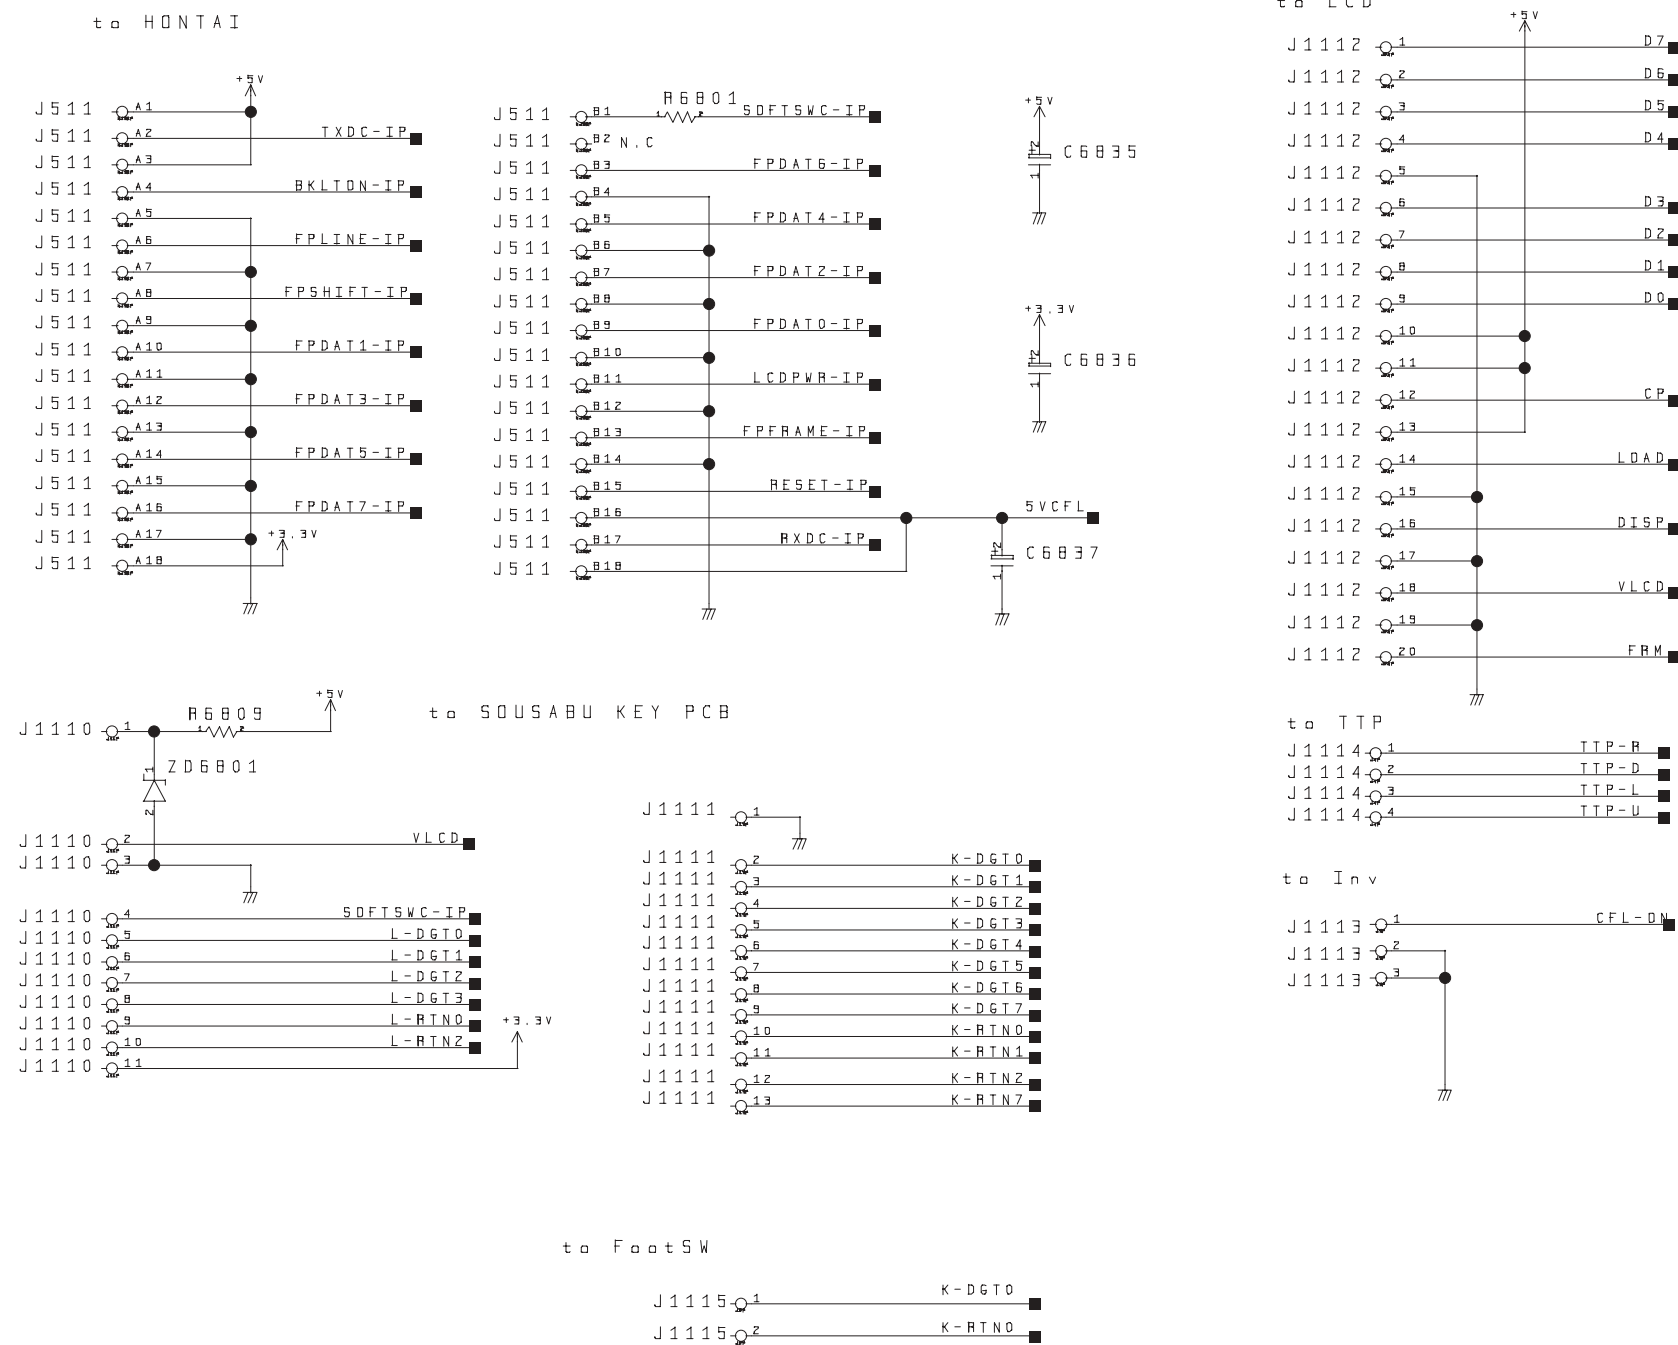 to HONTAI
+5V
J511 A1
J511 A2 TXDC-IP
J511 A3
J511 A4 BKLTON-IP
J511 A5
J511 A6 FPLINE-IP
J511 A7
J511 A8 FPSHIFT-IP
J511 A9
J511 A10 FPDAT1-IP
J511 A11
J511 A12 FPDAT3-IP
J511 A13
J511 A14 FPDAT5-IP
J511 A15
J511 A16 FPDAT7-IP
J511 A17 +3.3V
J511 A18
R6801
J511 B1 1 2 SOFTSWC-IP
J511 B2 N.C
J511 B3 FPDAT6-IP
J511 B4
J511 B5 FPDAT4-IP
J511 B6
J511 B7 FPDAT2-IP
J511 B8
J511 B9 FPDAT0-IP
J511 B10
J511 B11 LCDPWR-IP
J511 B12
J511 B13 FPFRAME-IP
J511 B14
J511 B15 RESET-IP
J511 B16 5VCFL
J511 B17 RXDC-IP
J511 B18
+2
1
C6837
+5V
+2
1
C6835
+3.3V
+2
1
C6836
to LCD
+5V
J1112 1 D7
J1112 2 D6
J1112 3 D5
J1112 4 D4
J1112 5
J1112 6 D3
J1112 7 D2
J1112 8 D1
J1112 9 D0
J1112 10
J1112 11
J1112 12 CP
J1112 13
J1112 14 LOAD
J1112 15
J1112 16 DISP
J1112 17
J1112 18 VLCD
J1112 19
J1112 20 FRM
to TTP
J1114 1 TTP-R
J1114 2 TTP-D
J1114 3 TTP-L
J1114 4 TTP-U
to Inv
J1113 1 CFL-ON
J1113 2
J1113 3
+5V
R6809
J1110 1 1 2
1
ZD6801
2
J1110 2 VLCD
J1110 3
J1110 4 SOFTSWC-IP
J1110 5 L-DGT0
J1110 6 L-DGT1
J1110 7 L-DGT2
J1110 8 L-DGT3
J1110 9 L-RTN0
J1110 10 L-RTN2
+3.3V
J1110 11
to SOUSABU KEY PCB
J1111 1
J1111 2 K-DGT0
J1111 3 K-DGT1
J1111 4 K-DGT2
J1111 5 K-DGT3
J1111 6 K-DGT4
J1111 7 K-DGT5
J1111 8 K-DGT6
J1111 9 K-DGT7
J1111 10 K-RTN0
J1111 11 K-RTN1
J1111 12 K-RTN2
J1111 13 K-RTN7
to FootSW
J1115 1 K-DGT0
J1115 2 K-RTN0